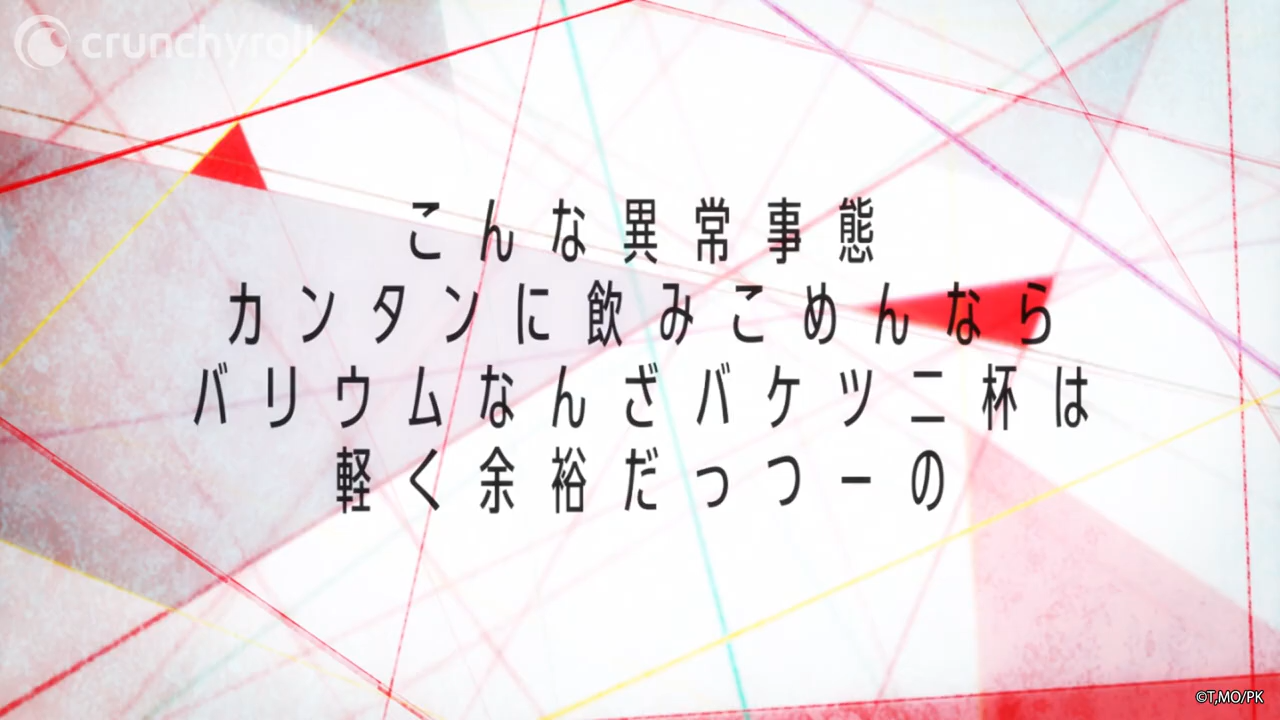 crunchyroll
こんな異常事態
カンタンに飲みこめんなら
バリウムなんざバケツ二杯は
軽く余裕だっつーの
©T,MO/PK